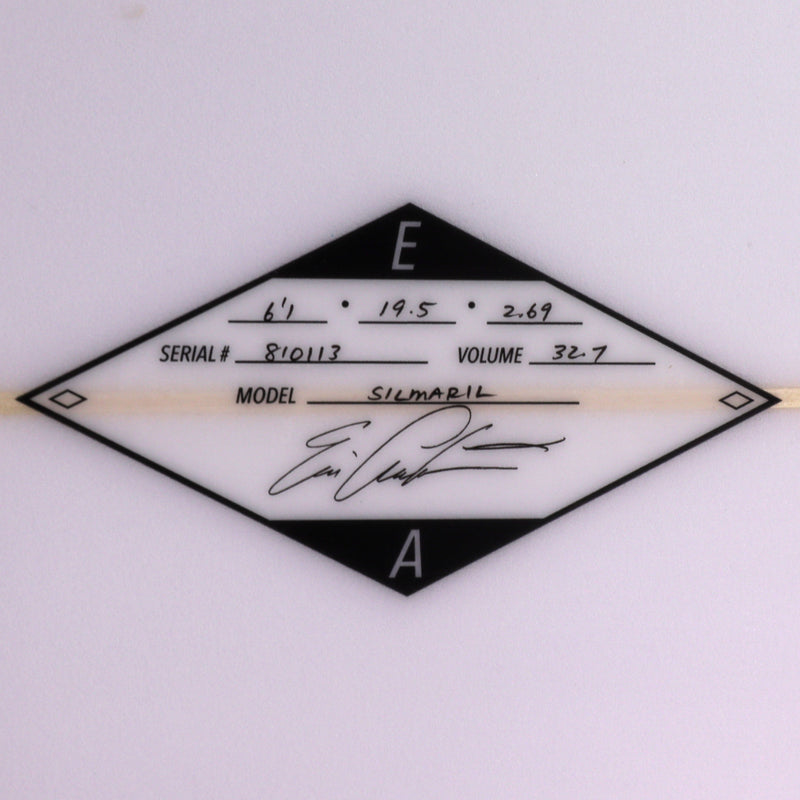 E
6'1 • 19.5 • 2.69
SERIAL # 810113 VOLUME 32.7
MODEL SILMARIL
A